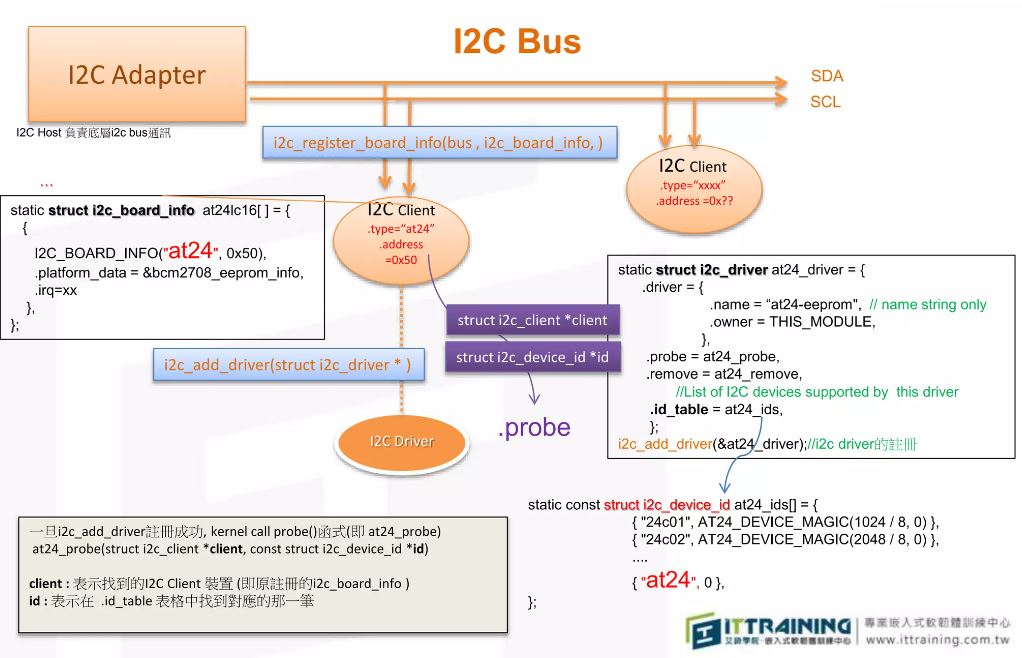 I2C Bus
I2C Adapter
SDA
SCL
I2C Host 負責底層i2c bus通訊
i2c_register_board_info(bus , i2c_board_info, )
I2C Client
.type="xxxx"
.address =0x??
...
static struct i2c_board_info at24lc16[ ] = {
{
I2C_BOARD_INFO("at24", 0x50),
.platform_data = &bcm2708_eeprom_info,
.irq=xx
},
};
I2C Client
.type="at24"
.address
=0x50
struct i2c_client *client
struct i2c_device_id *id
i2c_add_driver(struct i2c_driver * )
.probe
I2C Driver
static struct i2c_driver at24_driver = {
.driver = {
.name = "at24-eeprom", // name string only
.owner = THIS_MODULE,
},
.probe = at24_probe,
.remove = at24_remove,
//List of I2C devices supported by this driver
.id_table = at24_ids,
};
i2c_add_driver(&at24_driver);//i2c driver的註冊
static const struct i2c_device_id at24_ids[] = {
{ "24c01", AT24_DEVICE_MAGIC(1024 / 8, 0) },
{ "24c02", AT24_DEVICE_MAGIC(2048 / 8, 0) },
....
{ "at24", 0 },
};
一旦i2c_add_driver註冊成功, kernel call probe()函式(即 at24_probe)
at24_probe(struct i2c_client *client, const struct i2c_device_id *id)
client : 表示找到的I2C Client 裝置 (即原註冊的i2c_board_info )
id : 表示在 .id_table 表格中找到對應的那一筆
ITTRAINING
艾鍗學院-嵌入式軟韌體訓練
專業嵌入式軟韌體訓練中心
www.ittraining.com.tw